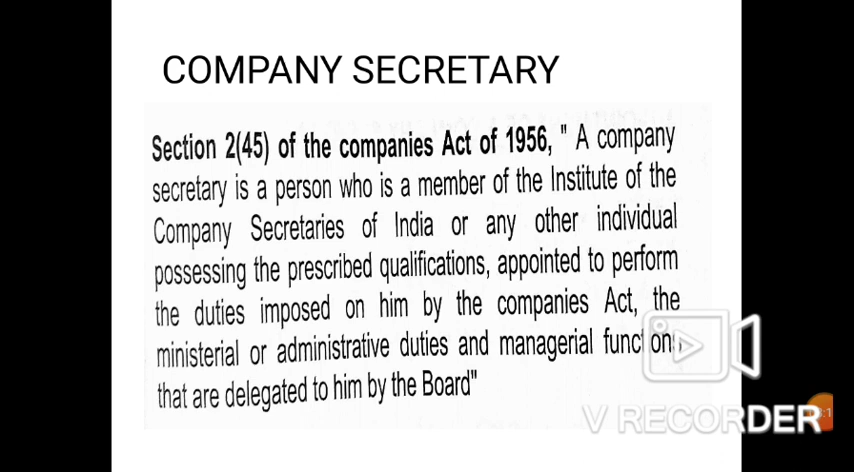 COMPANY SECRETARY
Section 2(45) of the companies Act of 1956, " A company
secretary is a person who is a member of the Institute of the
Company Secretaries of India or any other individual
possessing the prescribed qualifications, appointed to perform
the duties imposed on him by the companies Act, the
ministerial or administrative duties and managerial functions
that are delegated to him by the Board"
V RECORDER